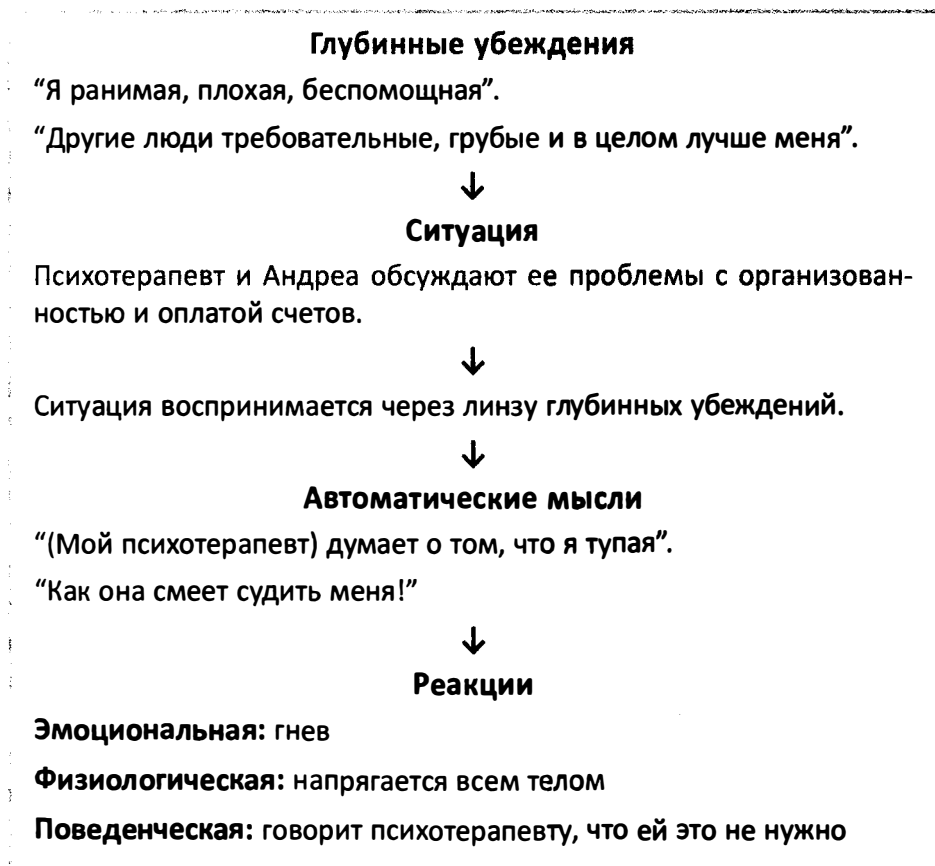 Глубинные убеждения
“Я ранимая, плохая, беспомощная”.
“Другие люди требовательные, грубые и в целом лучше меня”.
↓
Ситуация
Психотерапевт и Андреа обсуждают ее проблемы с организован-
ностью и оплатой счетов.
↓
Ситуация воспринимается через линзу глубинных убеждений.
↓
Автоматические мысли
“(Мой психотерапевт) думает о том, что я тупая”.
“Как она смеет судить меня!”
↓
Реакции
Эмоциональная: гнев
Физиологическая: напрягается всем телом
Поведенческая: говорит психотерапевту, что ей это не нужно